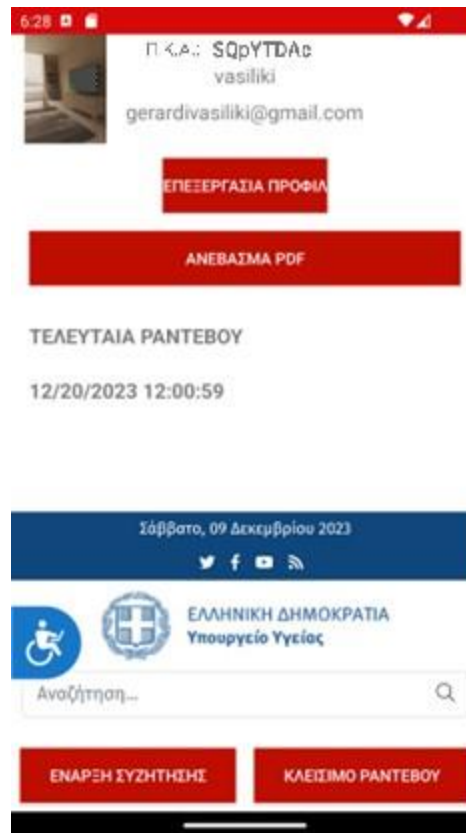 6:28
Π.Κ.Α.: SQpYTDAc
vasiliki
gerardivasiliki@gmail.com
ΕΠΕΞΕΡΓΑΣΙΑ ΠΡΟΦΙΛ
ΑΝΕΒΑΣΜΑ PDF
ΤΕΛΕΥΤΑΙΑ ΡΑΝΤΕΒΟΥ
12/20/2023 12:00:59
Σάββατο, 09 Δεκεμβρίου 2023
ΕΛΛΗΝΙΚΗ ΔΗΜΟΚΡΑΤΙΑ
Υπουργείο Υγείας
Αναζήτηση...
ΕΝΑΡΞΗ ΣΥΖΗΤΗΣΗΣ
ΚΛΕΙΣΙΜΟ ΡΑΝΤΕΒΟΥ